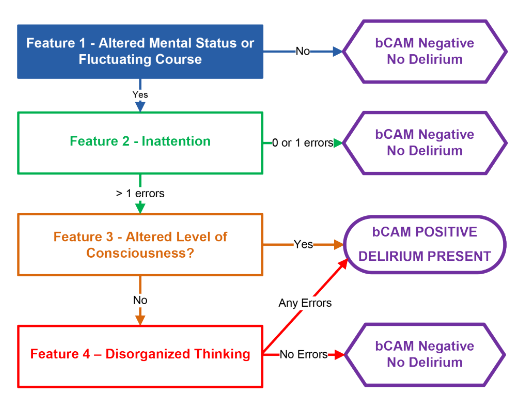 Feature 1 - Altered Mental Status or
Fluctuating Course
No
bCAM Negative
No Delirium
Yes
Feature 2 - Inattention
0 or 1 errors
bCAM Negative
No Delirium
> 1 errors
Feature 3 - Altered Level of
Consciousness?
Yes
bCAM POSITIVE
DELIRIUM PRESENT
No
Any Errors
Feature 4 – Disorganized Thinking
No Errors
bCAM Negative
No Delirium